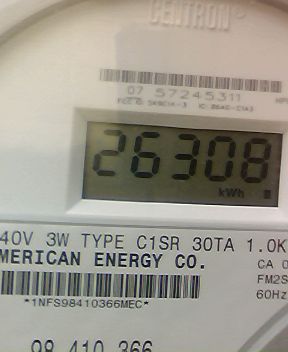 CENTRON®
07 57245311
26308
kWh
40V 3W TYPE C1SR 30TA 1.0K
MERICAN ENERGY CO.
CA 0
FM2S
60Hz
*1NFS98410366MEC*
98 410 366